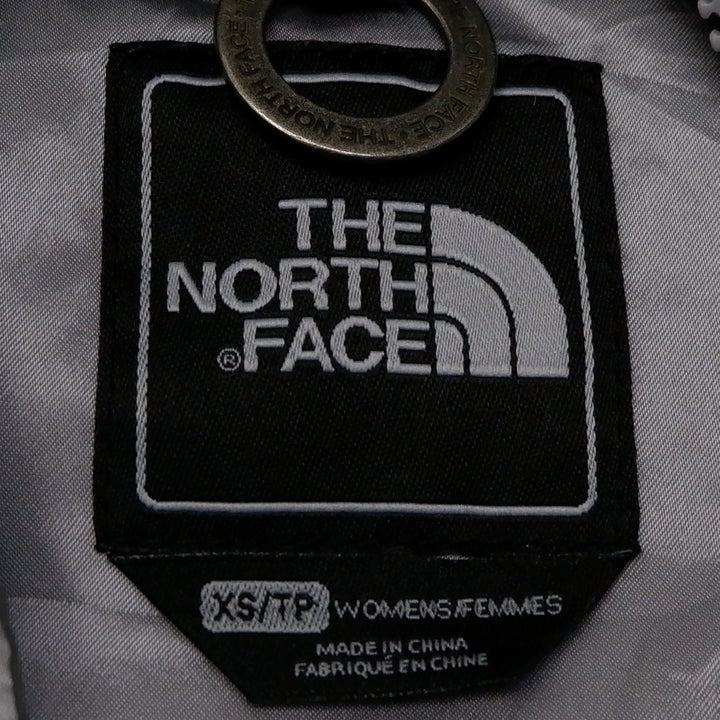 THE NORTH FACE • THE NORTH FACE
THE
NORTH
® FACE
XS/TP WOMENS/FEMMES
MADE IN CHINA
FABRIQUÉ EN CHINE